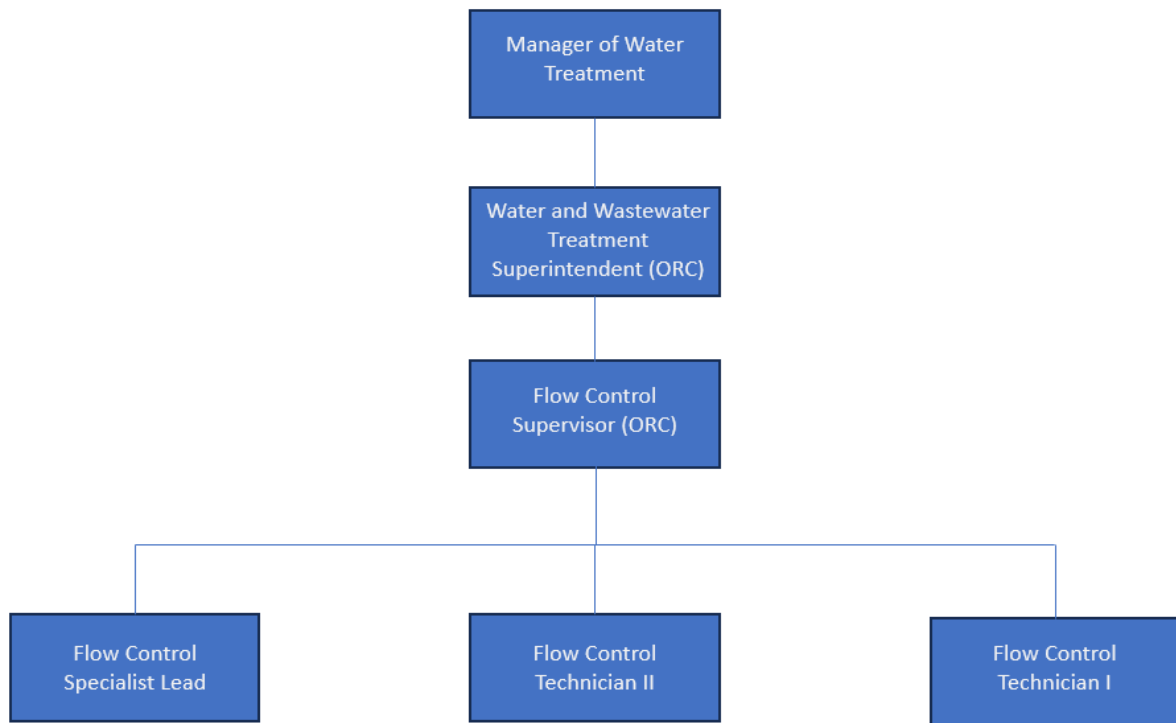 Manager of Water
Treatment
Water and Wastewater
Treatment
Superintendent (ORC)
Flow Control
Supervisor (ORC)
Flow Control
Specialist Lead
Flow Control
Technician II
Flow Control
Technician I